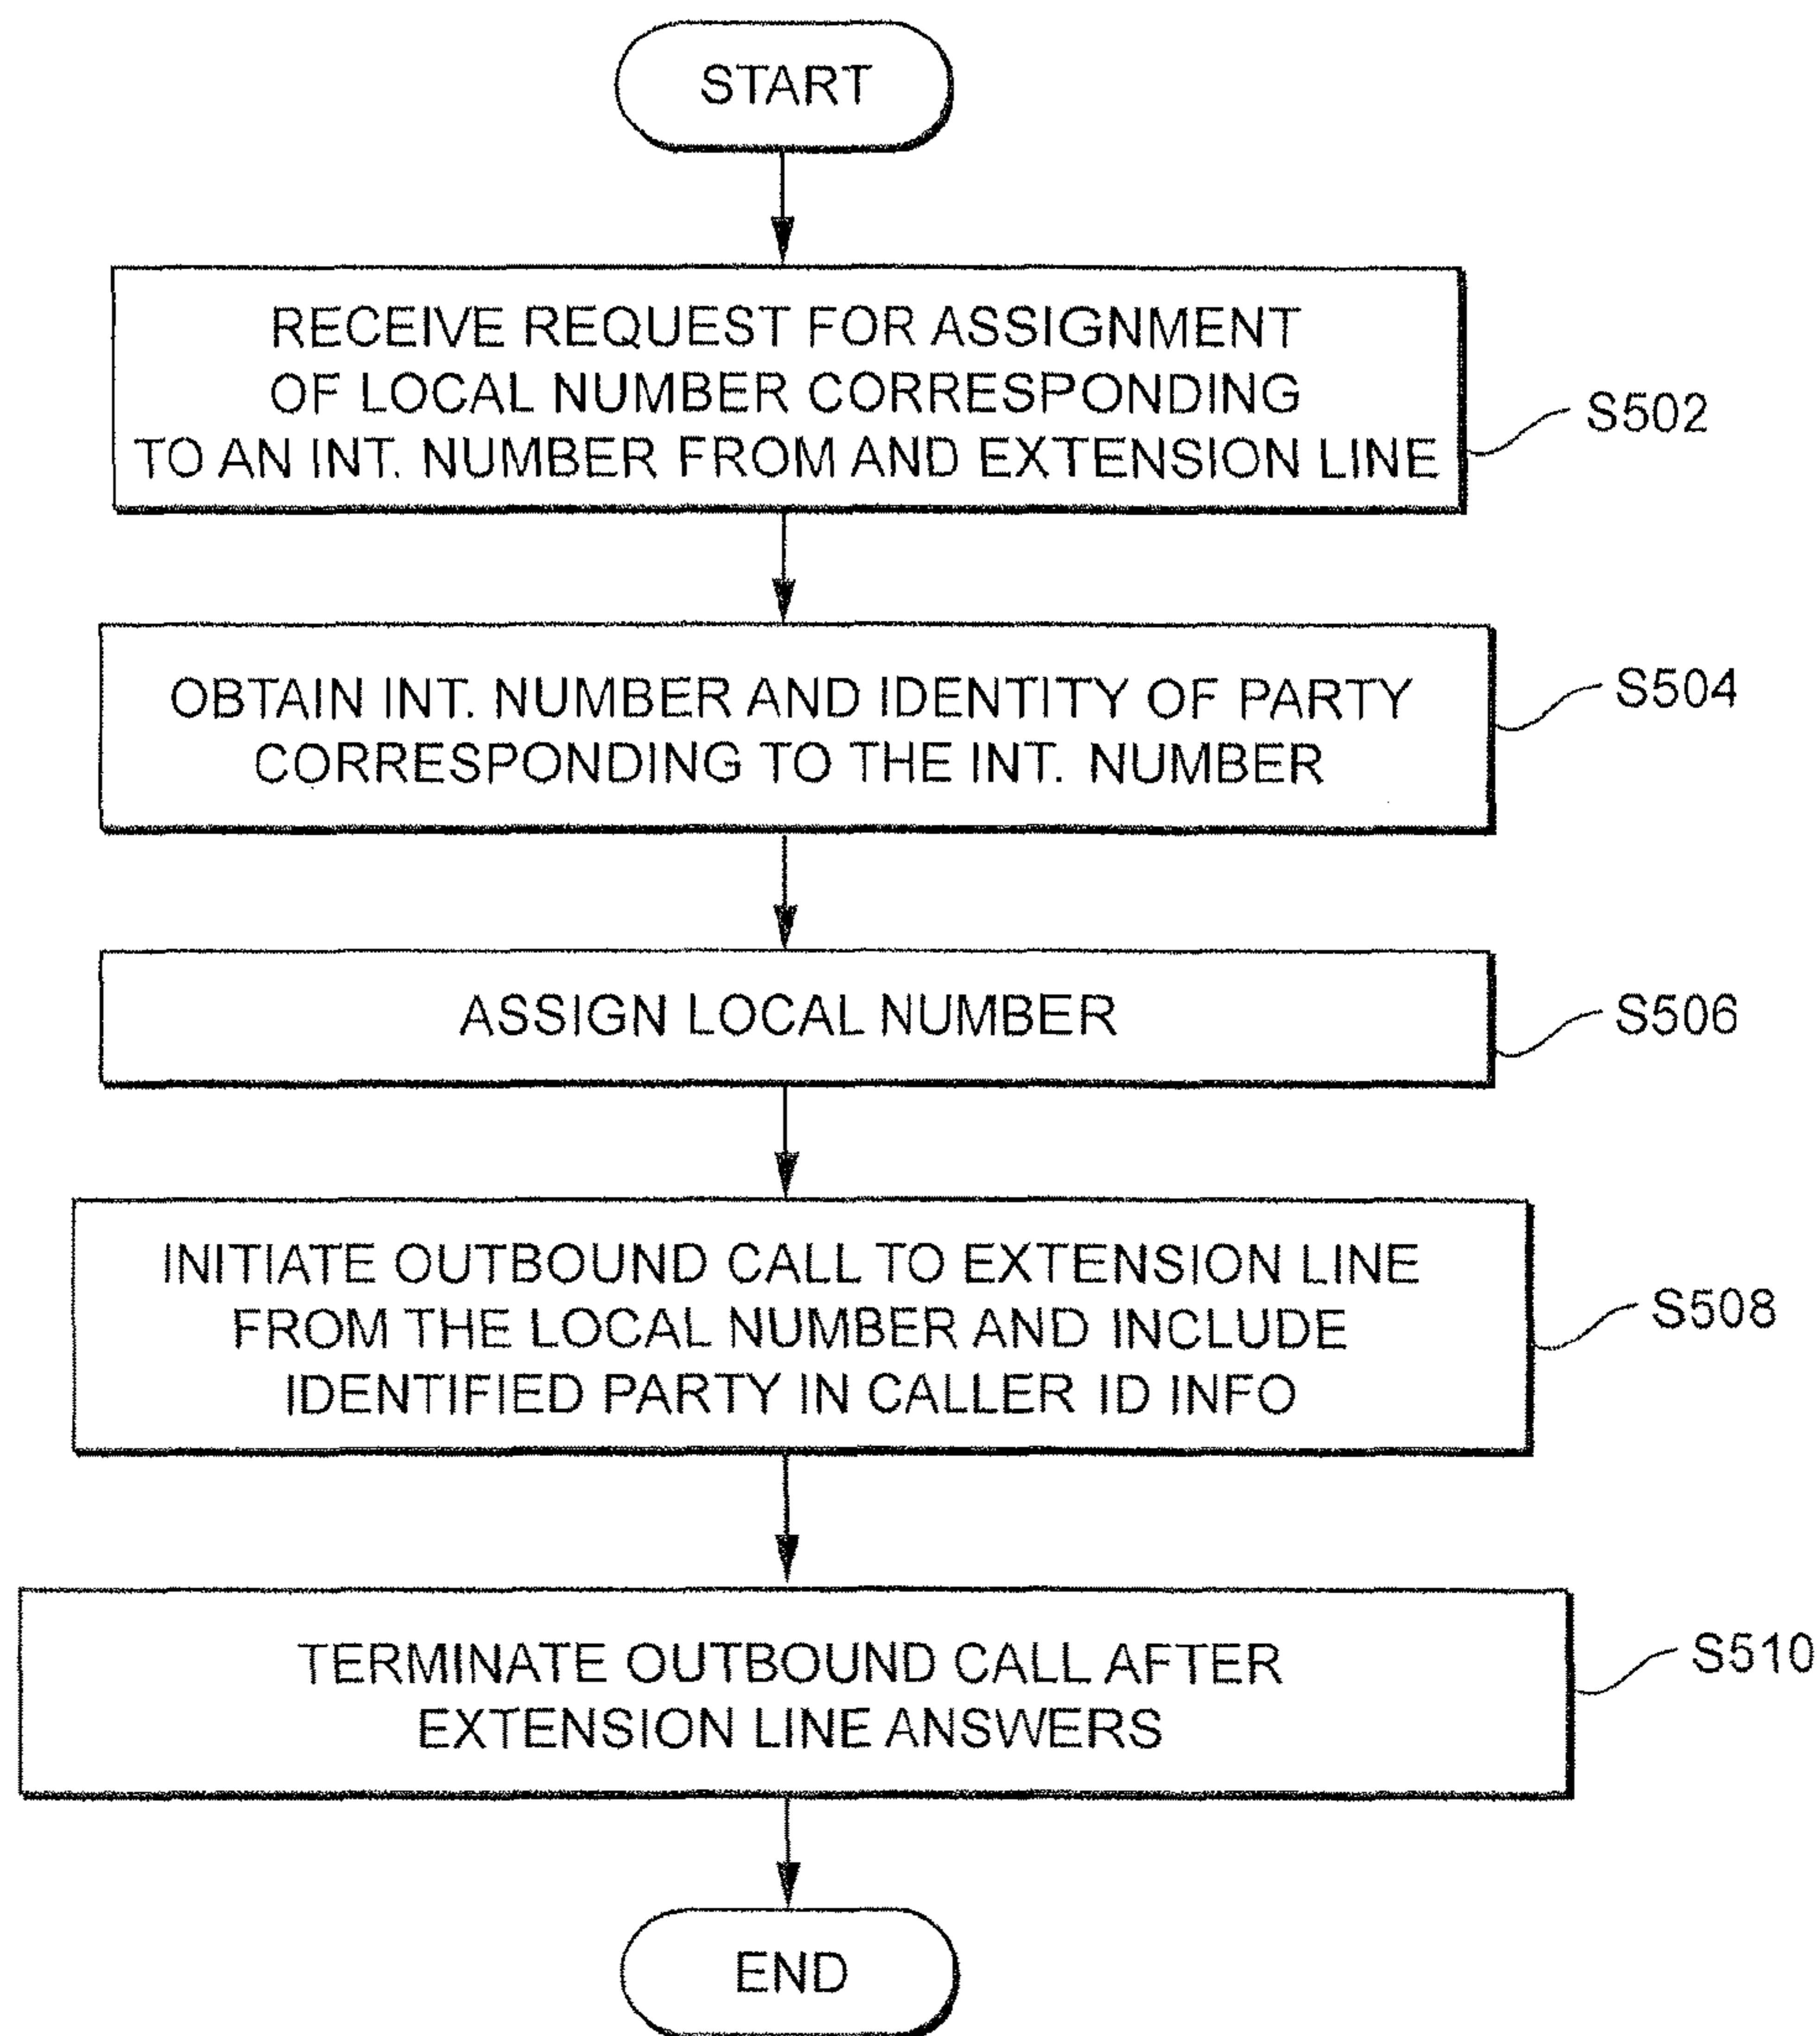 START
RECEIVE REQUEST FOR ASSIGNMENT
OF LOCAL NUMBER CORRESPONDING
TO AN INT. NUMBER FROM AND EXTENSION LINE
S502
OBTAIN INT. NUMBER AND IDENTITY OF PARTY
CORRESPONDING TO THE INT. NUMBER
S504
ASSIGN LOCAL NUMBER
S506
INITIATE OUTBOUND CALL TO EXTENSION LINE
FROM THE LOCAL NUMBER AND INCLUDE
IDENTIFIED PARTY IN CALLER ID INFO
S508
TERMINATE OUTBOUND CALL AFTER
EXTENSION LINE ANSWERS
S510
END